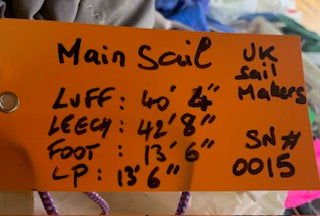 Main Sail
LUFF: 40' 4"
LEECH: 42' 8"
FOOT: 13' 6"
LP: 13'6"
UK
Sail
Makers
SN#
0015